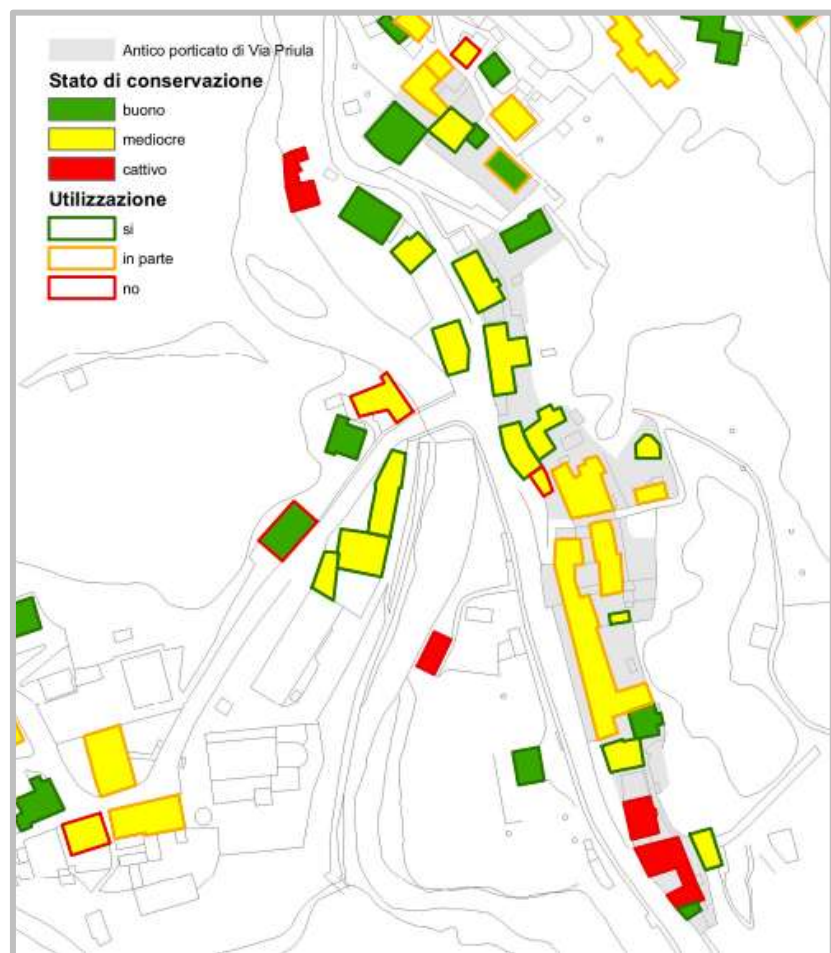 Antico porticato di Via Priula
Stato di conservazione
buono
mediocre
cattivo
Utilizzazione
si
in parte
no